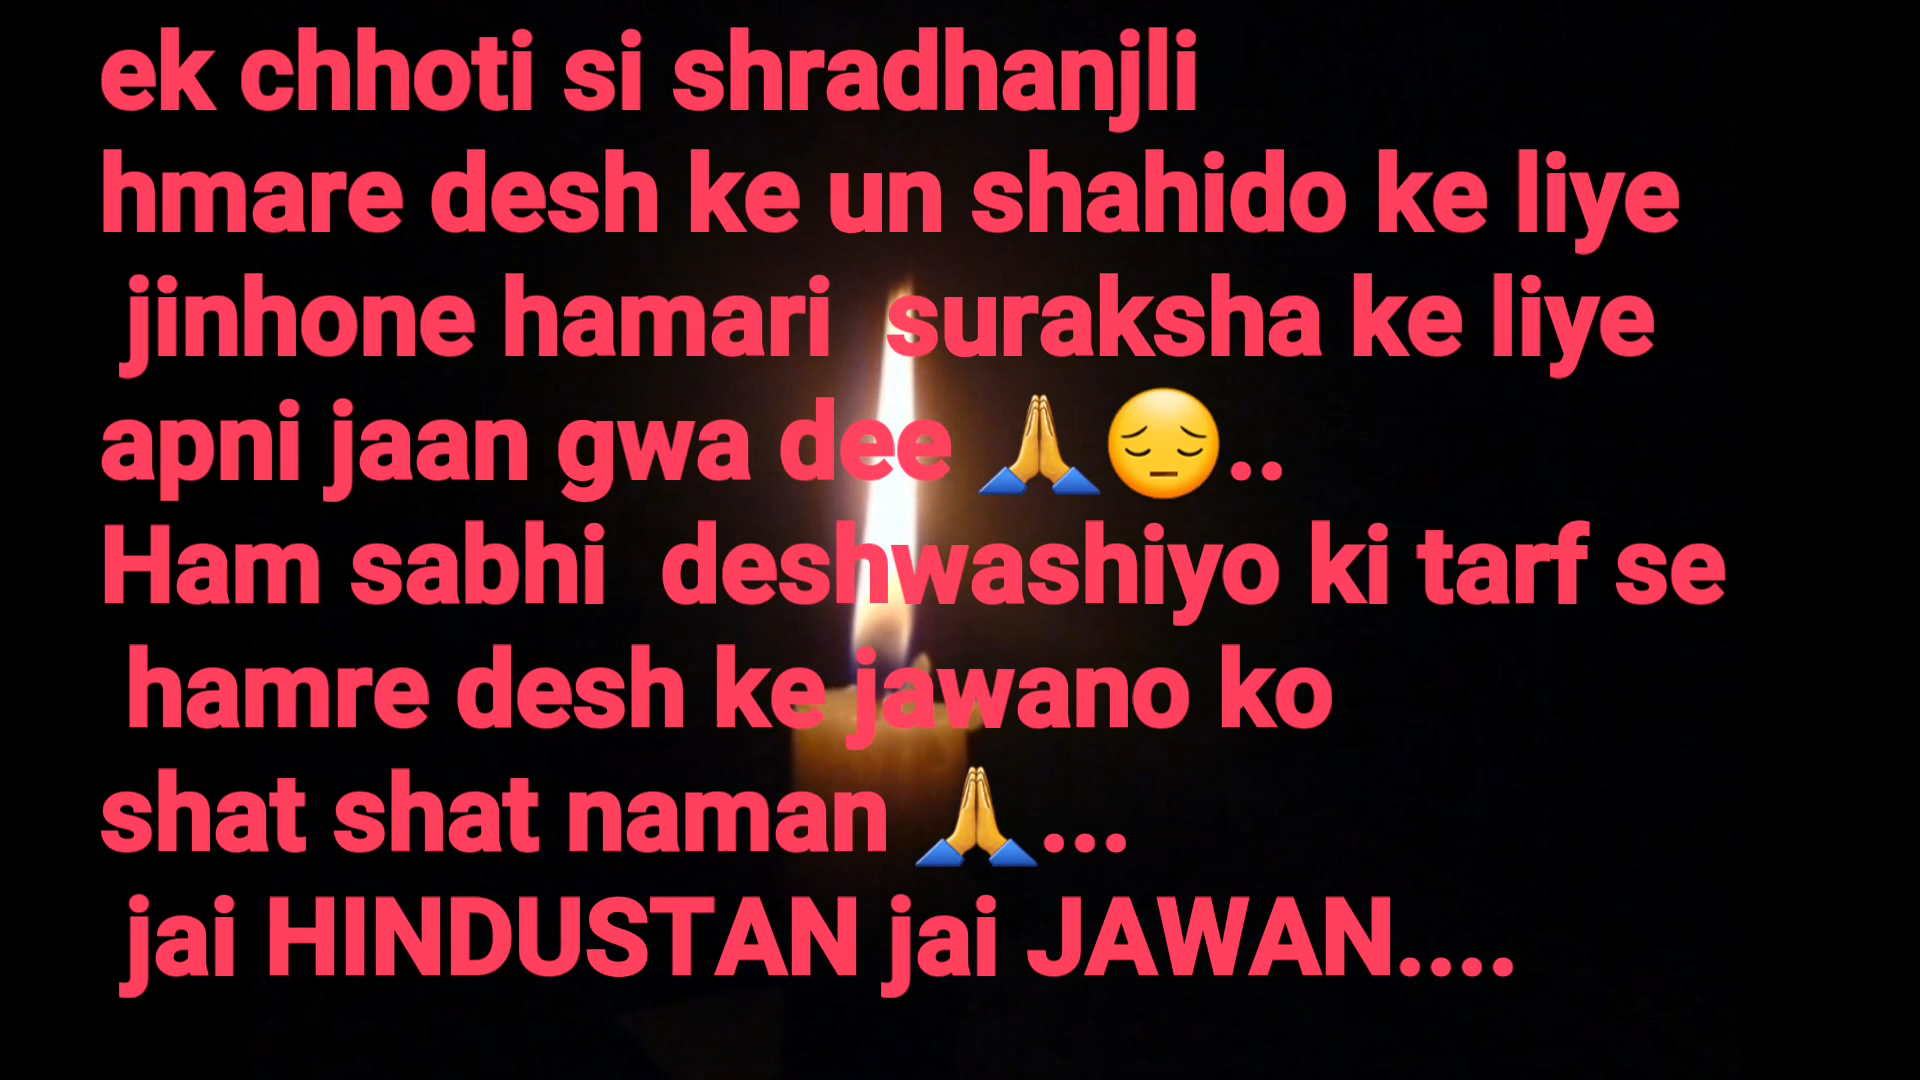 ek chhoti si shradhanjli
hmare desh ke un shahido ke liye
jinhone hamari suraksha ke liye
apni jaan gwa dee 🙏😔..
Ham sabhi deshwashiyo ki tarf se
hamre desh ke jawano ko
shat shat naman 🙏...
jai HINDUSTAN jai JAWAN....